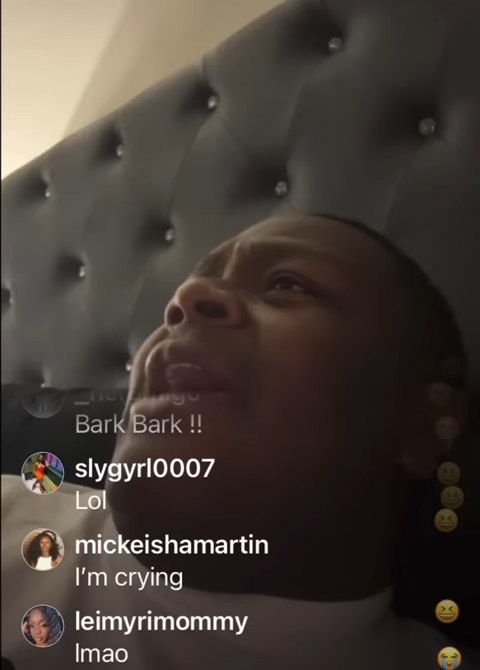 Bark Bark !!
slygyrl0007
Lol
mickeishamartin
I'm crying
leimyrimommy
lmao